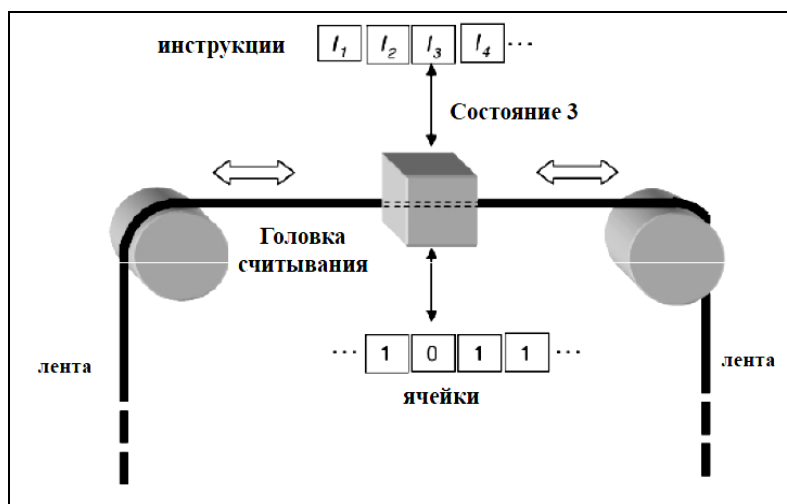 инструкции I₁ I₂ I₃ I₄ ...
Состояние 3
Головка
считывания
... 1 0 1 1 ...
лента
лента
ячейки